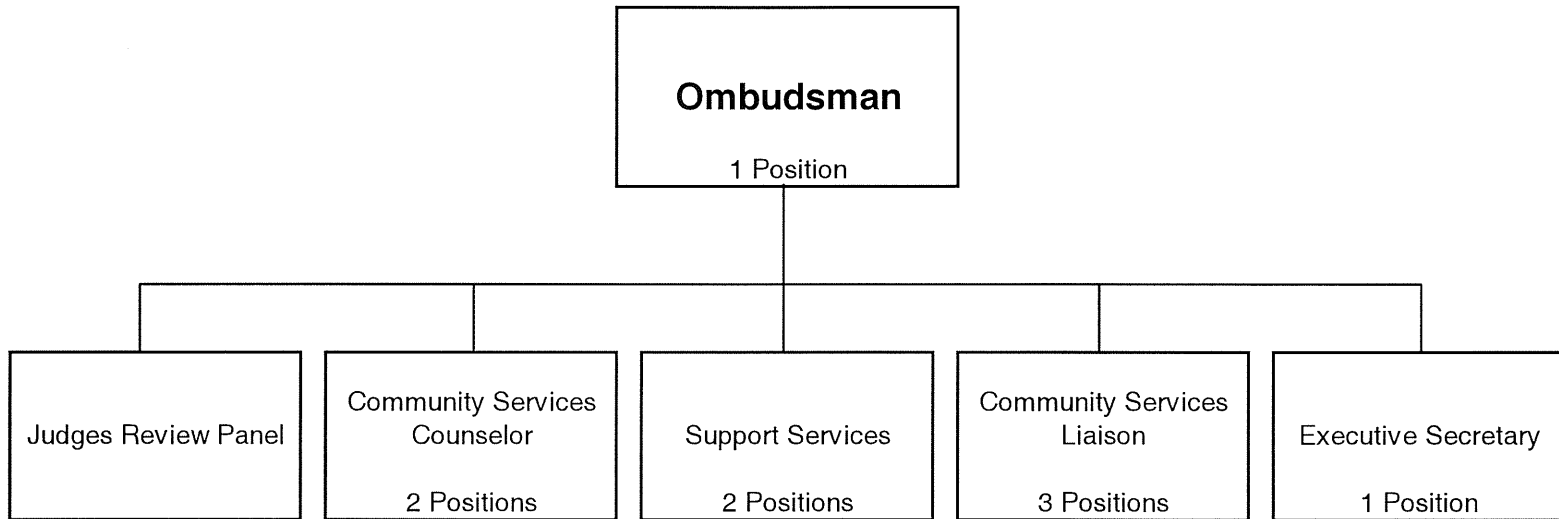 Ombudsman
1 Position
Judges Review Panel
Community Services
Counselor
2 Positions
Support Services
2 Positions
Community Services
Liaison
3 Positions
Executive Secretary
1 Position